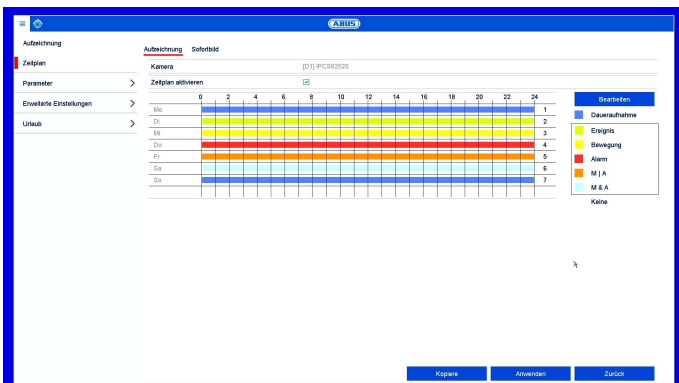 ABUS
Aufzeichnung
Zeitplan
Parameter
Erweiterte Einstellungen
Urlaub
Aufzeichnung Sofortbild
Kamera [D1] IPCS82520
Zeitplan aktivieren
0 2 4 6 8 10 12 14 16 18 20 22 24
Mo 1
Di 2
Mi 3
Do 4
Fr 5
Sa 6
So 7
Bearbeiten
Daueraufnahme
Ereignis
Bewegung
Alarm
M | A
M & A
Keine
Kopiere Anwenden Zurück